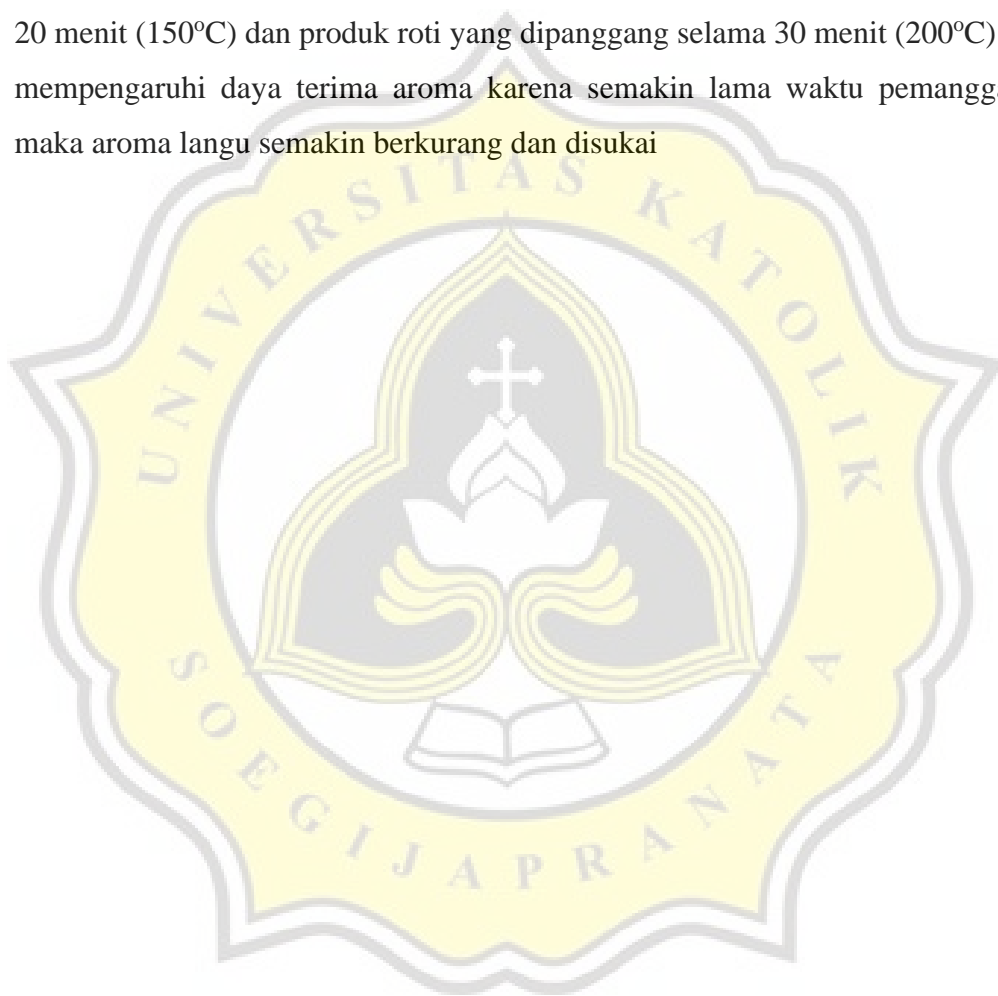 20 menit (150ºC) dan produk roti yang dipanggang selama 30 menit (200ºC)
mempengaruhi daya terima aroma karena semakin lama waktu
maka aroma langu semakin berkurang dan disukai
UNIVERSITAS KATOLIK
SOEGIJAPRANATA